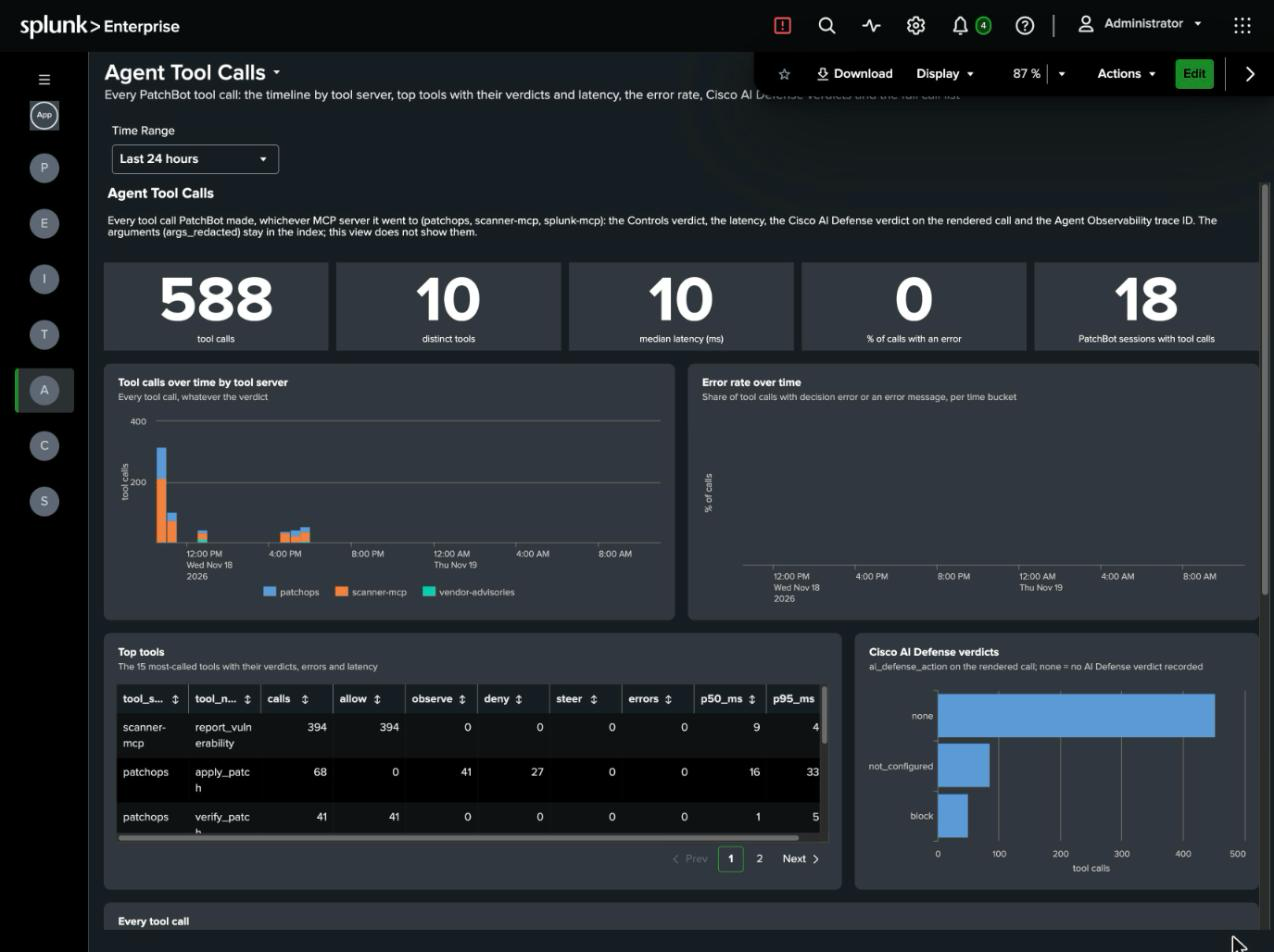 splunk> Enterprise
4
Administrator
Agent Tool Calls
Download
Display
87 %
Actions
Edit
Every PatchBot tool call: the timeline by tool server, top tools with their verdicts and latency, the error rate, Cisco AI Defense verdicts and the full call list
App
P
E
I
T
A
C
S
Time Range
Last 24 hours
Agent Tool Calls
Every tool call PatchBot made, whichever MCP server it went to (patchops, scanner-mcp, splunk-mcp): the Controls verdict, the latency, the Cisco AI Defense verdict on the rendered call and the Agent Observability trace ID. The
arguments (args_redacted) stay in the index; this view does not show them.
588
tool calls
10
distinct tools
10
median latency (ms)
0
% of calls with an error
18
PatchBot sessions with tool calls
Tool calls over time by tool server
Every tool call, whatever the verdict
400
200
tool calls
12:00 PM
Wed Nov 18
2026
4:00 PM
8:00 PM
12:00 AM
Thu Nov 19
4:00 AM
8:00 AM
patchops
scanner-mcp
vendor-advisories
Error rate over time
Share of tool calls with decision error or an error message, per time bucket
% of calls
12:00 PM
Wed Nov 18
2026
4:00 PM
8:00 PM
12:00 AM
Thu Nov 19
4:00 AM
8:00 AM
Top tools
The 15 most-called tools with their verdicts, errors and latency
tool_s... tool_n... calls allow observe deny steer errors p50_ms p95_ms
scanner-mcp report_vulnerability 394 394 0 0 0 0 9 4
patchops apply_patch 68 0 41 27 0 0 16 33
patchops verify_patch 41 41 0 0 0 0 1 5
Prev
1
2
Next
Cisco AI Defense verdicts
ai_defense_action on the rendered call; none = no AI Defense verdict recorded
none
not_configured
block
0
100
200
300
400
500
tool calls
Every tool call